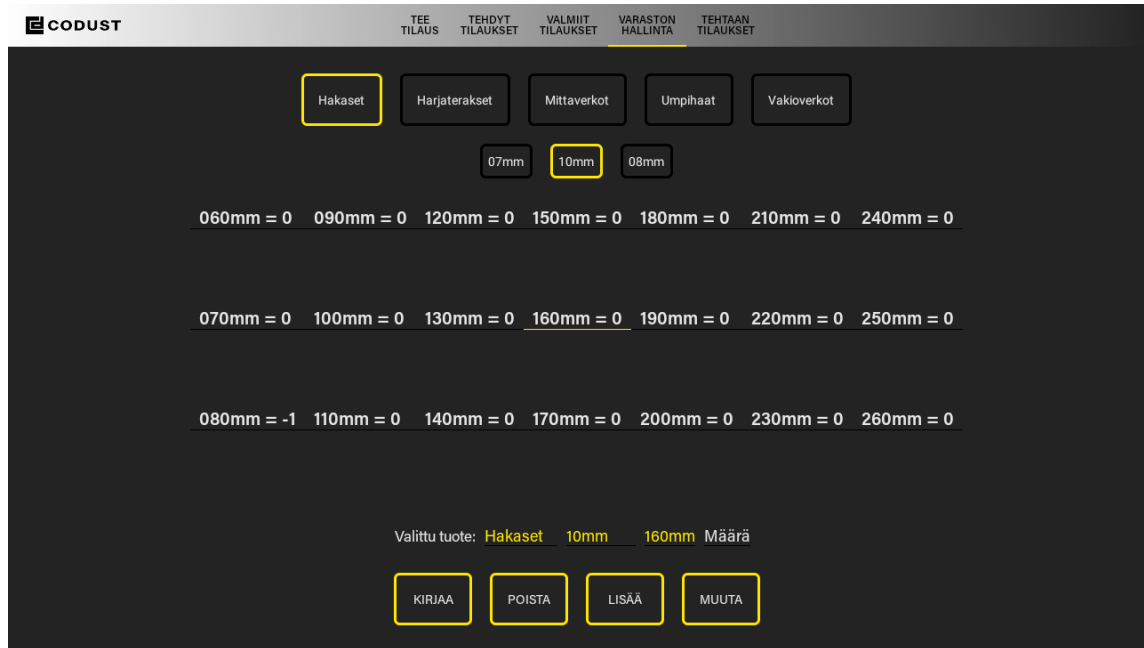 CODUST
TEE TILAUS
TEHDYT TILAUKSET
VALMIIT TILAUKSET
VARASTON HALLINTA
TEHTAAN TILAUKSET
Hakaset Harjaterakset Mittaverkot Umpihaat Vakioverkot
07mm 10mm 08mm
060mm = 0 090mm = 0 120mm = 0 150mm = 0 180mm = 0 210mm = 0 240mm = 0
070mm = 0 100mm = 0 130mm = 0 160mm = 0 190mm = 0 220mm = 0 250mm = 0
080mm = -1 110mm = 0 140mm = 0 170mm = 0 200mm = 0 230mm = 0 260mm = 0
Valittu tuote: Hakaset 10mm 160mm Määrä
KIRJAA POISTA LISÄÄ MUUTA